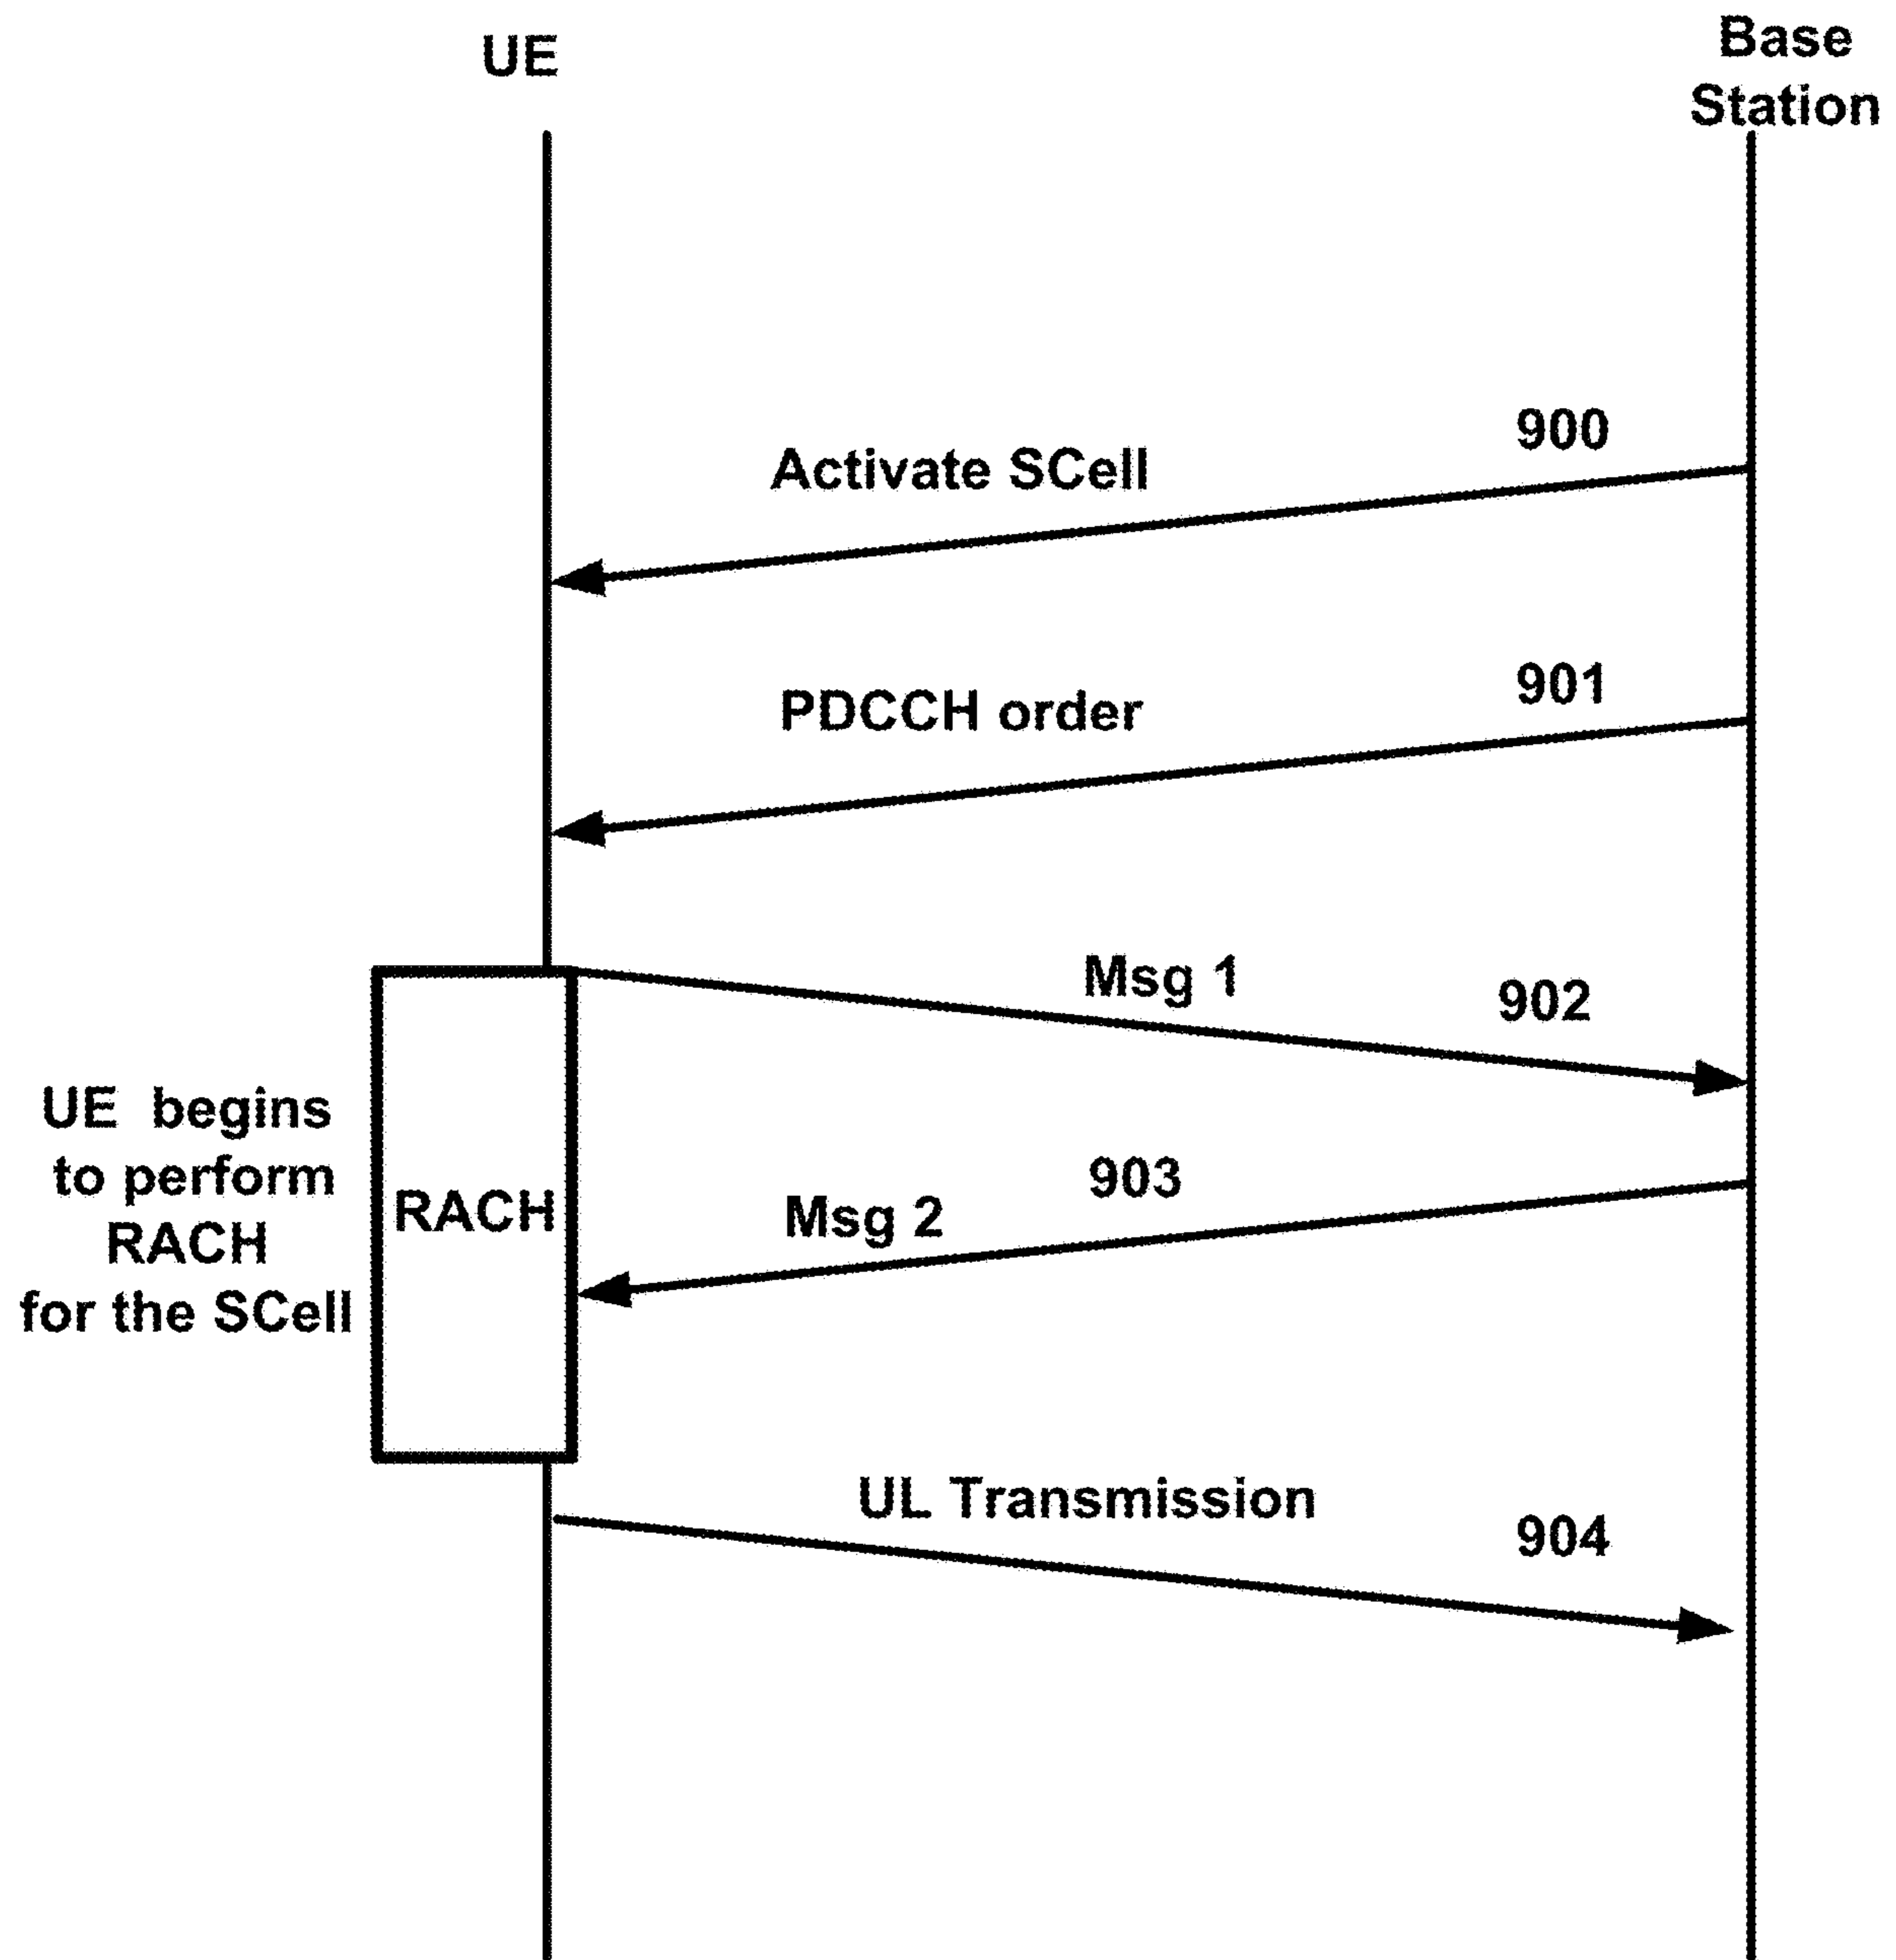 UE
Base
Station
900
Activate SCell
901
PDCCH order
Msg 1
902
UE begins
to perform
RACH
for the SCell
RACH
903
Msg 2
UL Transmission
904